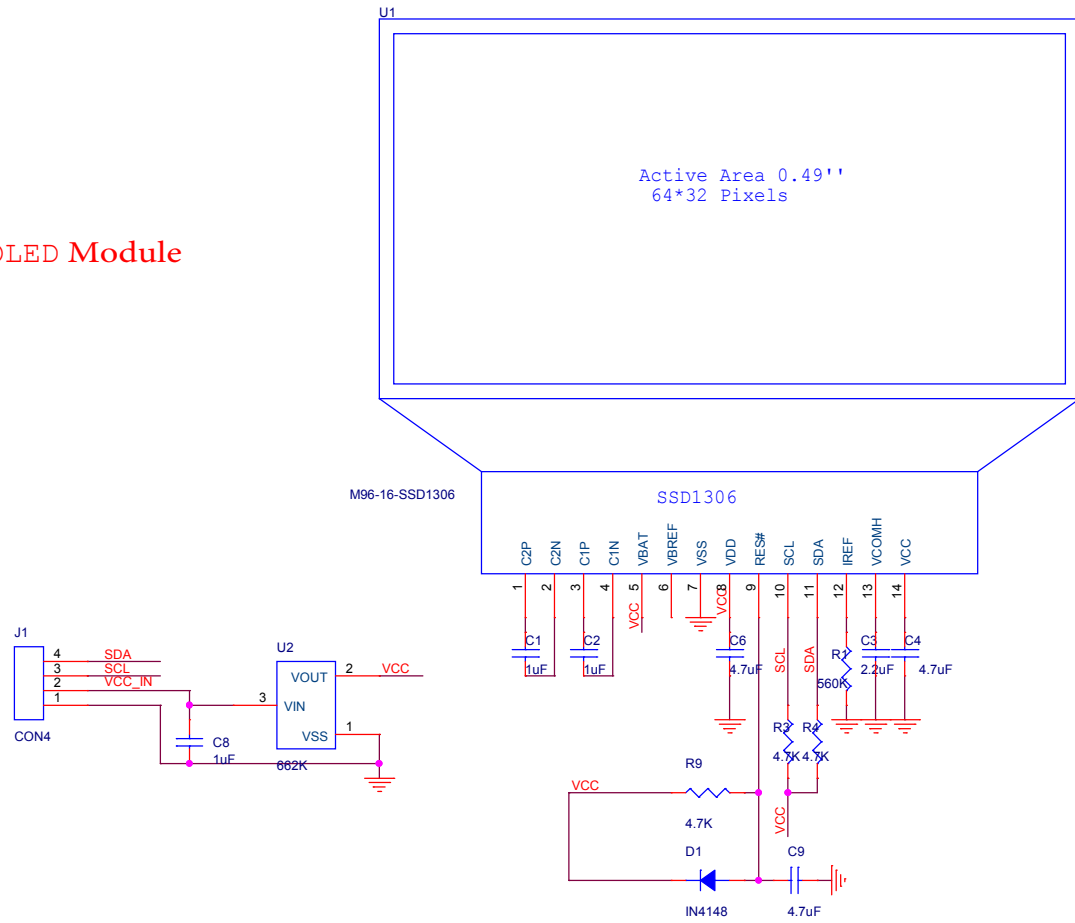 U1
Active Area 0.49''
64*32 Pixels
OLED Module
M96-16-SSD1306
SSD1306
C2P
C2N
C1P
C1N
VBAT
VBREF
VSS
VDD
RES#
SCL
SDA
IREF
VCOMH
VCC
1
2
3
4
5
6
7
8
9
10
11
12
13
14
VCC
VCC
C1
1uF
C2
1uF
C6
4.7uF
SCL
SDA
R1
560K
C3
2.2uF
C4
4.7uF
J1
4
SDA
3
SCL
2
VCC_IN
1
CON4
C8
1uF
U2
VOUT
2
VCC
3
VIN
VSS
1
662K
R3
4.7K
R4
4.7K
VCC
R9
4.7K
VCC
D1
IN4148
C9
4.7uF